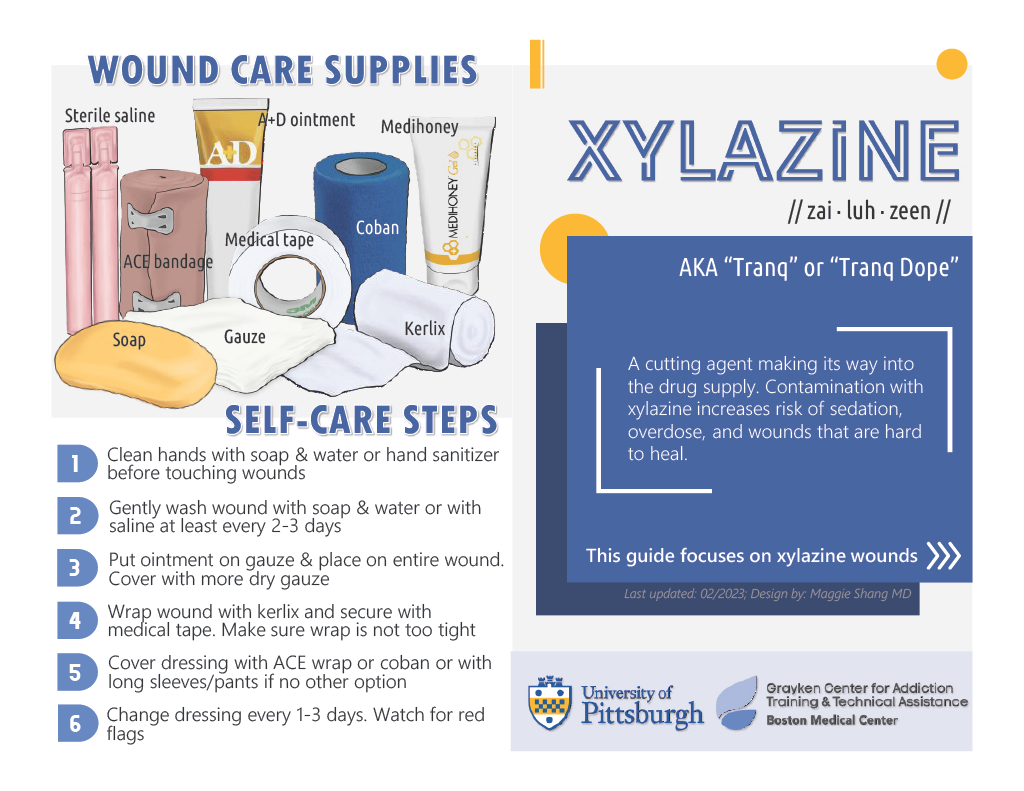 WOUND CARE SUPPLIES
Sterile saline
A+D ointment
Medihoney
A+D
MEDIHONEY Gel
Coban
Medical tape
ACE bandage
Kerlix
Gauze
Soap
SELF-CARE STEPS
1 Clean hands with soap & water or hand sanitizer
before touching wounds
2 Gently wash wound with soap & water or with
saline at least every 2-3 days
3 Put ointment on gauze & place on entire wound.
Cover with more dry gauze
4 Wrap wound with kerlix and secure with
medical tape. Make sure wrap is not too tight
5 Cover dressing with ACE wrap or coban or with
long sleeves/pants if no other option
6 Change dressing every 1-3 days. Watch for red
flags
XYLAZiNE
// zai · luh · zeen //
AKA “Tranq” or “Tranq Dope”
A cutting agent making its way into
the drug supply. Contamination with
xylazine increases risk of sedation,
overdose, and wounds that are hard
to heal.
This guide focuses on xylazine wounds
Last updated: 02/2023; Design by: Maggie Shang MD
University of
Pittsburgh
Grayken Center for Addiction
Training & Technical Assistance
Boston Medical Center